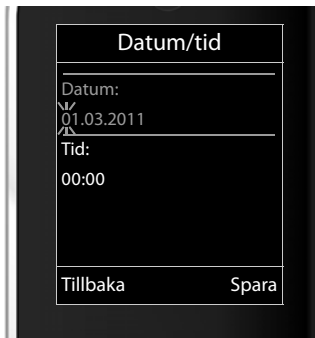 Datum/tid
Datum:
01.03.2011
Tid:
00:00
Tillbaka
Spara